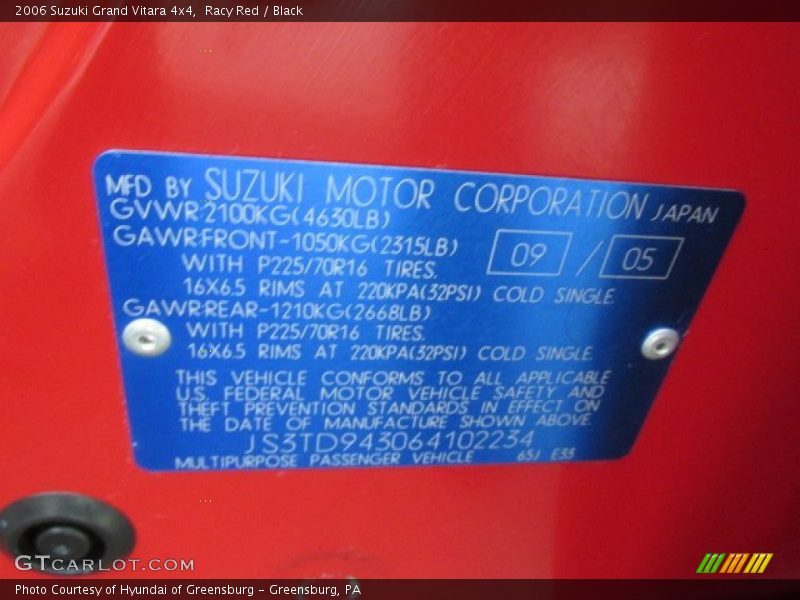 2006 Suzuki Grand Vitara 4x4, Racy Red / Black
MFD BY SUZUKI MOTOR CORPORATION JAPAN
GVWR:2100KG(4630LB)
GAWR:FRONT-1050KG(2315LB) 09 / 05
WITH P225/70R16 TIRES,
16X6.5 RIMS AT 220KPA(32PSI) COLD SINGLE
GAWR:REAR-1210KG(2668LB)
WITH P225/70R16 TIRES,
16X6.5 RIMS AT 220KPA(32PSI) COLD SINGLE
THIS VEHICLE CONFORMS TO ALL APPLICABLE
U.S. FEDERAL MOTOR VEHICLE SAFETY AND
THEFT PREVENTION STANDARDS IN EFFECT ON
THE DATE OF MANUFACTURE SHOWN ABOVE.
JS3TD943064102234
MULTIPURPOSE PASSENGER VEHICLE 65J E33
GTCARLOT.COM
Photo Courtesy of Hyundai of Greensburg - Greensburg, PA